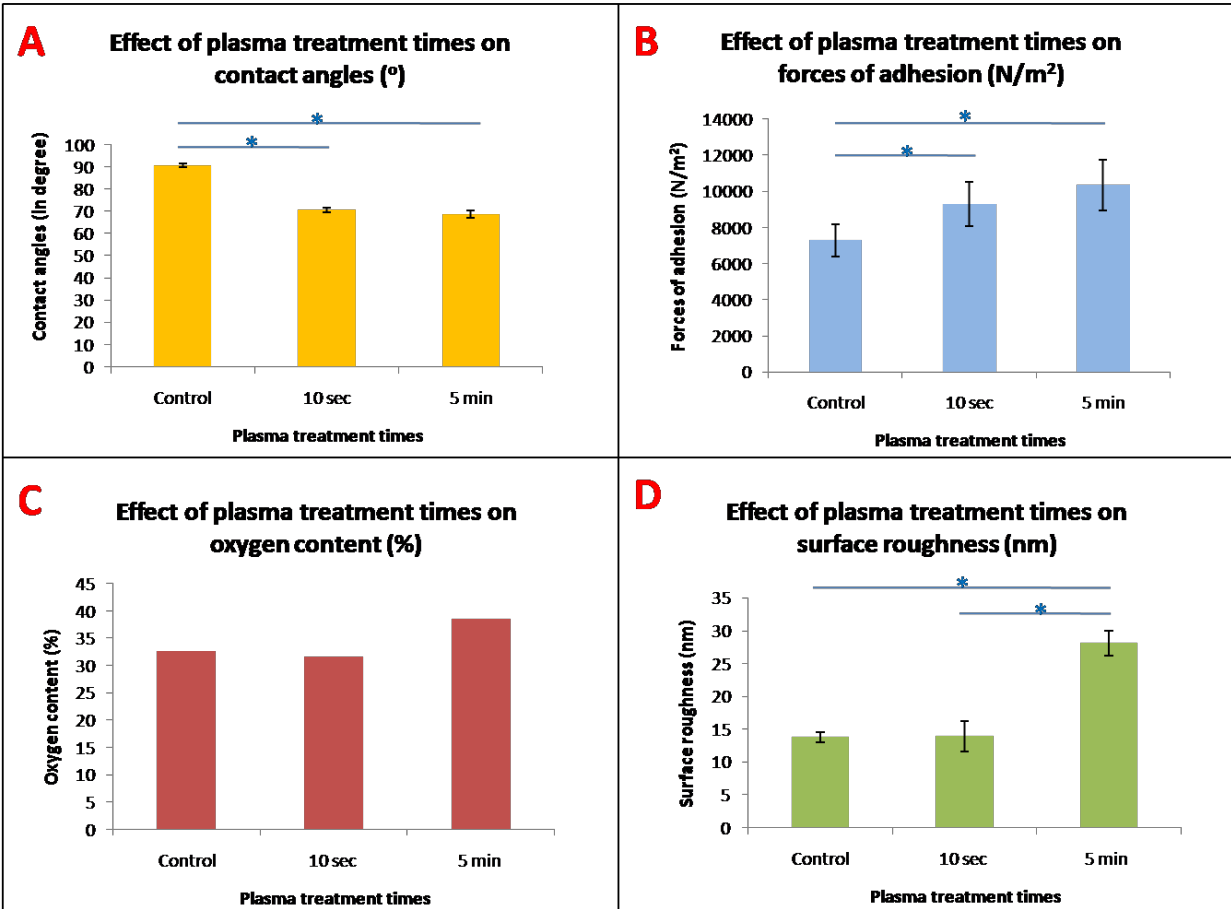 A
Effect of plasma treatment times on
contact angles (°)
*
*
Contact angles (in degree)
100
90
80
70
60
50
40
30
20
10
0
Control
10 sec
5 min
Plasma treatment times
B
Effect of plasma treatment times on
forces of adhesion (N/m²)
*
*
Forces of adhesion (N/m²)
14000
12000
10000
8000
6000
4000
2000
0
Control
10 sec
5 min
Plasma treatment times
C
Effect of plasma treatment times on
oxygen content (%)
Oxygen content (%)
45
40
35
30
25
20
15
10
5
0
Control
10 sec
5 min
Plasma treatment times
D
Effect of plasma treatment times on
surface roughness (nm)
*
*
Surface roughness (nm)
35
30
25
20
15
10
5
0
Control
10 sec
5 min
Plasma treatment times